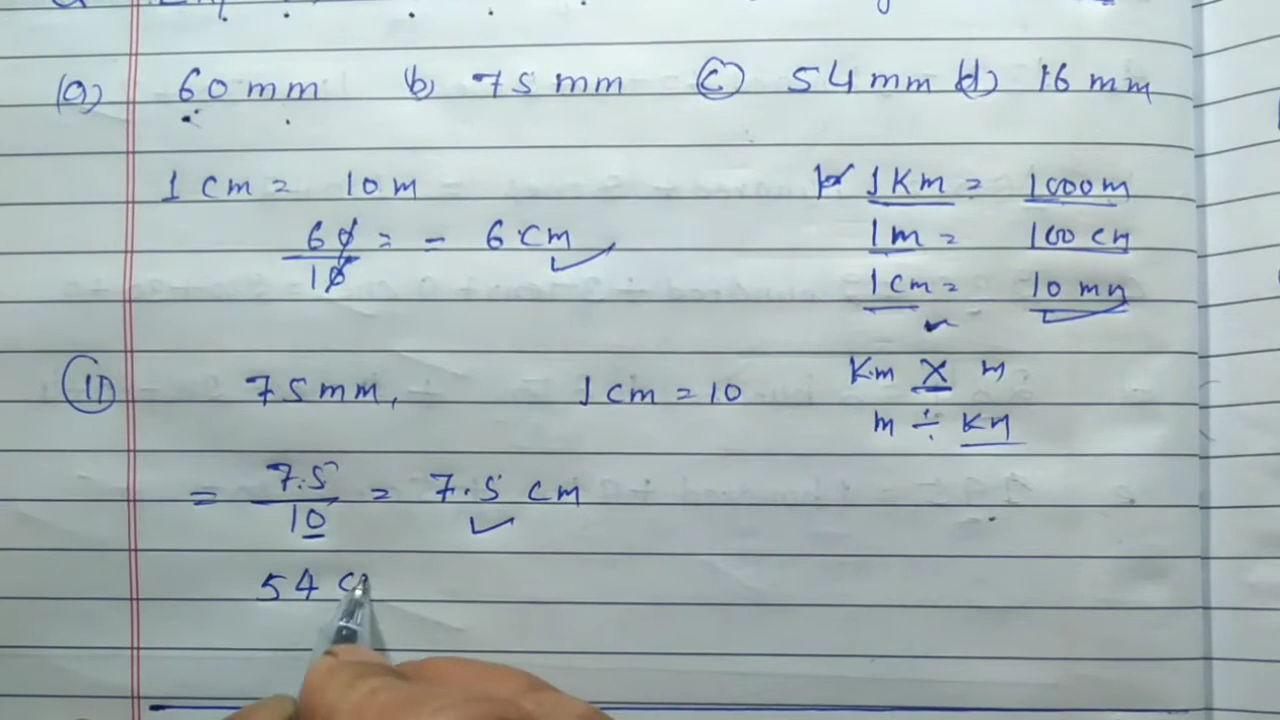 (a) 60 mm b) 75 mm (c) 54 mm d) 16 mm
1 cm = 10 m
1 Km = 1000 m
60/10 = - 6 cm
1 m = 100 cm
1 cm = 10 mm
(11) 75 mm, 1 cm = 10
Km × m
m ÷ Km
= 7.5/10 = 7.5 cm
54 c